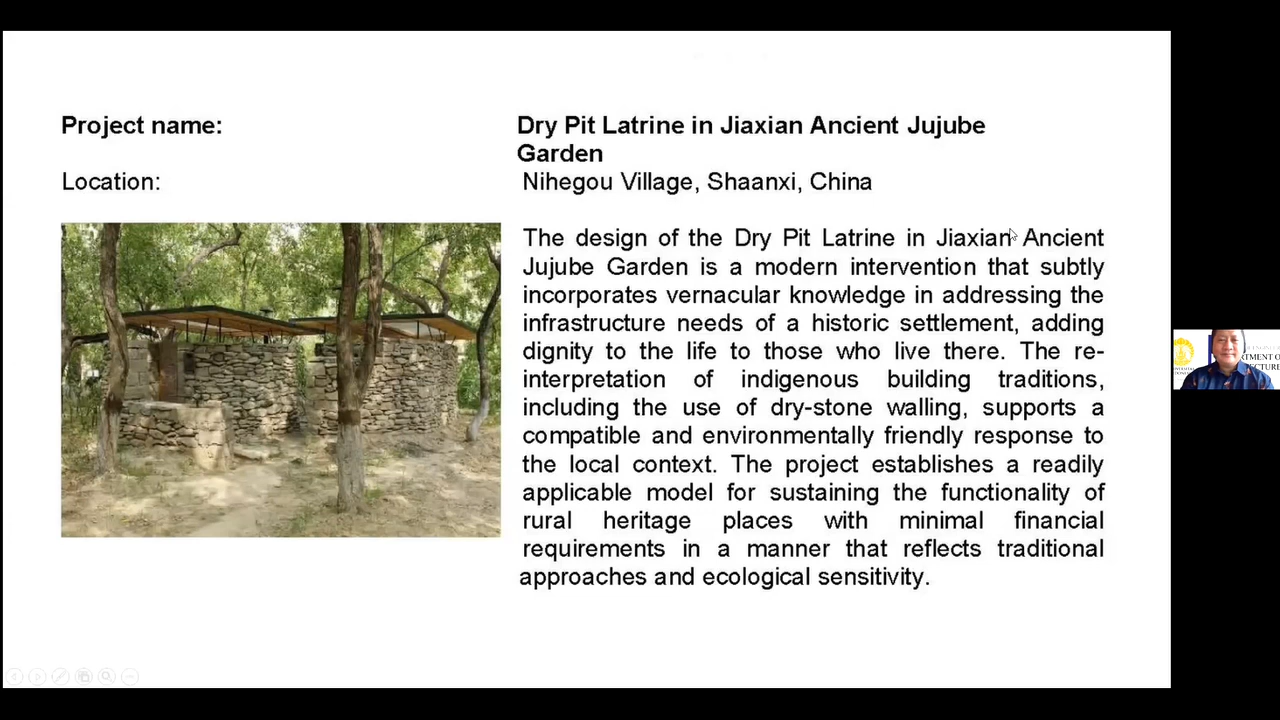 Project name:
Dry Pit Latrine in Jiaxian Ancient Jujube
Garden
Location:
Nihegou Village, Shaanxi, China
The design of the Dry Pit Latrine in Jiaxian Ancient
Jujube Garden is a modern intervention that subtly
incorporates vernacular knowledge in addressing the
infrastructure needs of a historic settlement, adding
dignity to the life to those who live there. The re-
interpretation of indigenous building traditions,
including the use of dry-stone walling, supports a
compatible and environmentally friendly response to
the local context. The project establishes a readily
applicable model for sustaining the functionality of
rural heritage places with minimal financial
requirements in a manner that reflects traditional
approaches and ecological sensitivity.